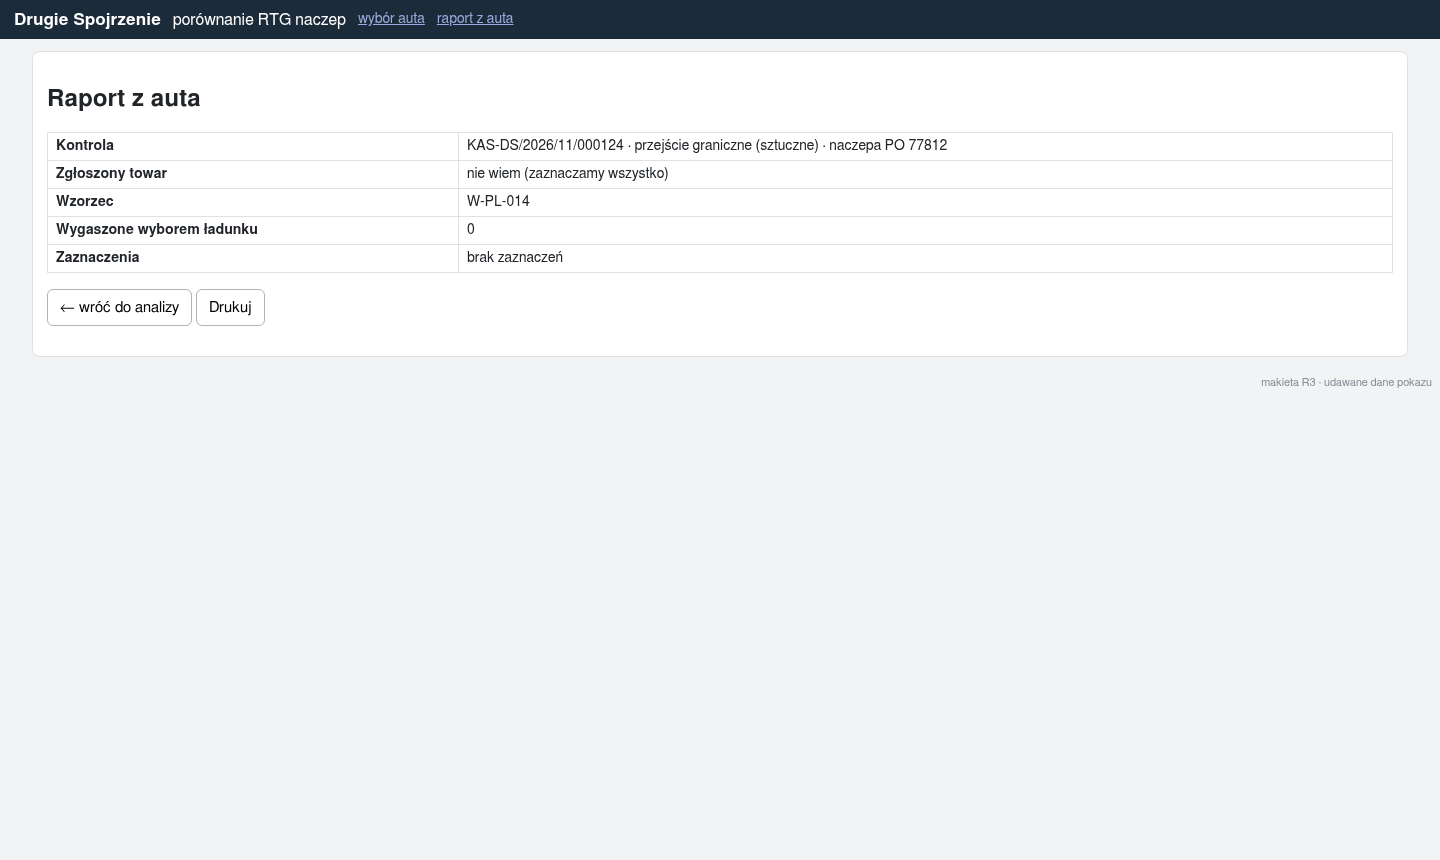 Drugie Spojrzenie porównanie RTG naczep wybór auta raport z auta
Raport z auta
Kontrola KAS-DS/2026/11/000124 · przejście graniczne (sztuczne) · naczepa PO 77812
Zgłoszony towar nie wiem (zaznaczamy wszystko)
Wzorzec W-PL-014
Wygaszone wyborem ładunku 0
Zaznaczenia brak zaznaczeń
← wróć do analizy Drukuj
makieta R3 · udawane dane pokazu